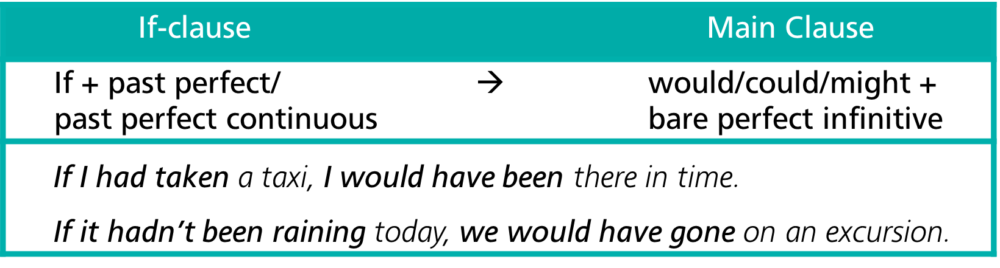 If-clause Main Clause
If + past perfect/ → would/could/might +
past perfect continuous bare perfect infinitive
If I had taken a taxi, I would have been there in time.
If it hadn’t been raining today, we would have gone on an excursion.